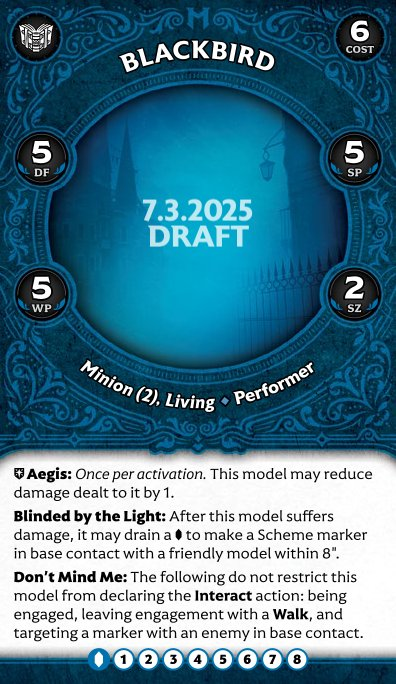 BLACKBIRD
6
COST
5
DF
5
SP
7.3.2025
DRAFT
5
WP
2
SZ
Minion (2), Living ⬥ Performer
Aegis: Once per activation. This model may reduce
damage dealt to it by 1.
Blinded by the Light: After this model suffers
damage, it may drain a ⬮ to make a Scheme marker
in base contact with a friendly model within 8".
Don't Mind Me: The following do not restrict this
model from declaring the Interact action: being
engaged, leaving engagement with a Walk, and
targeting a marker with an enemy in base contact.
1 2 3 4 5 6 7 8